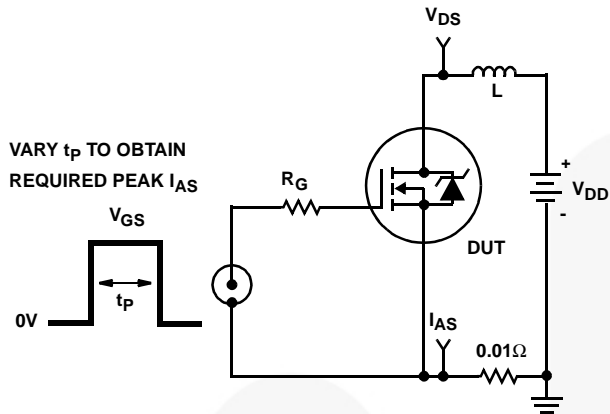 V_DS
L
VARY t_P TO OBTAIN
REQUIRED PEAK I_AS
R_G
+
V_DD
-
V_GS
DUT
t_P
0V
I_AS
0.01Ω